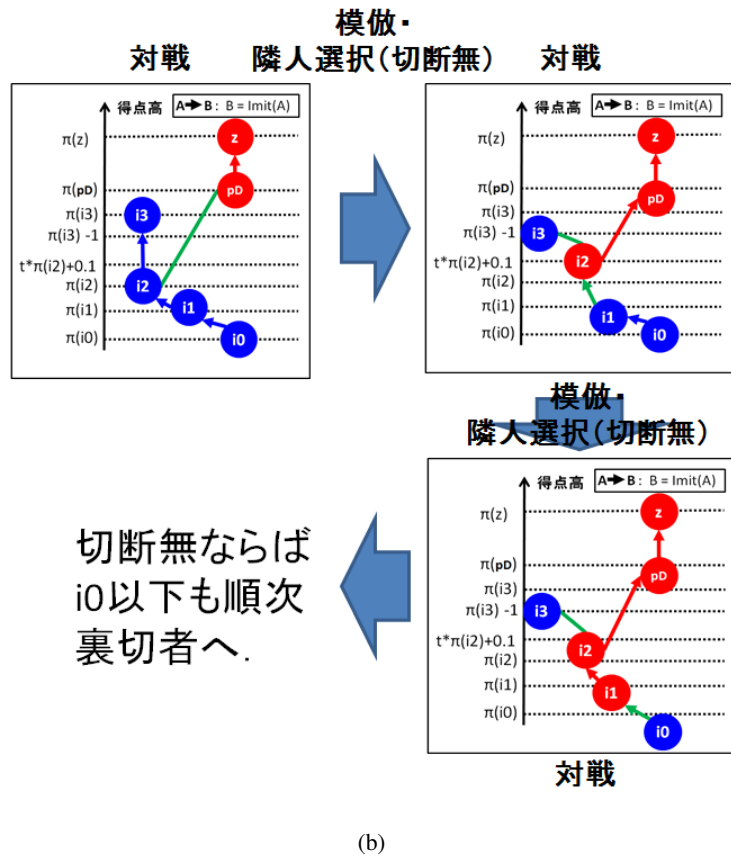 模倣・
対戦 隣人選択(切断無) 対戦
得点高 A→B: B = Imit(A)
π(z)
z
π(pD)
pD
π(i3)
i3
π(i3) -1
t*π(i2)+0.1
π(i2)
i2
π(i1)
i1
π(i0)
i0
得点高 A→B: B = Imit(A)
π(z)
z
π(pD)
pD
π(i3)
π(i3) -1
i3
t*π(i2)+0.1
i2
π(i2)
π(i1)
i1
π(i0)
i0
模倣・
隣人選択(切断無)
得点高 A→B: B = Imit(A)
π(z)
z
π(pD)
pD
π(i3)
π(i3) -1
i3
t*π(i2)+0.1
i2
π(i2)
π(i1)
i1
π(i0)
i0
対戦
切断無ならば
i0以下も順次
裏切者へ.
(b)